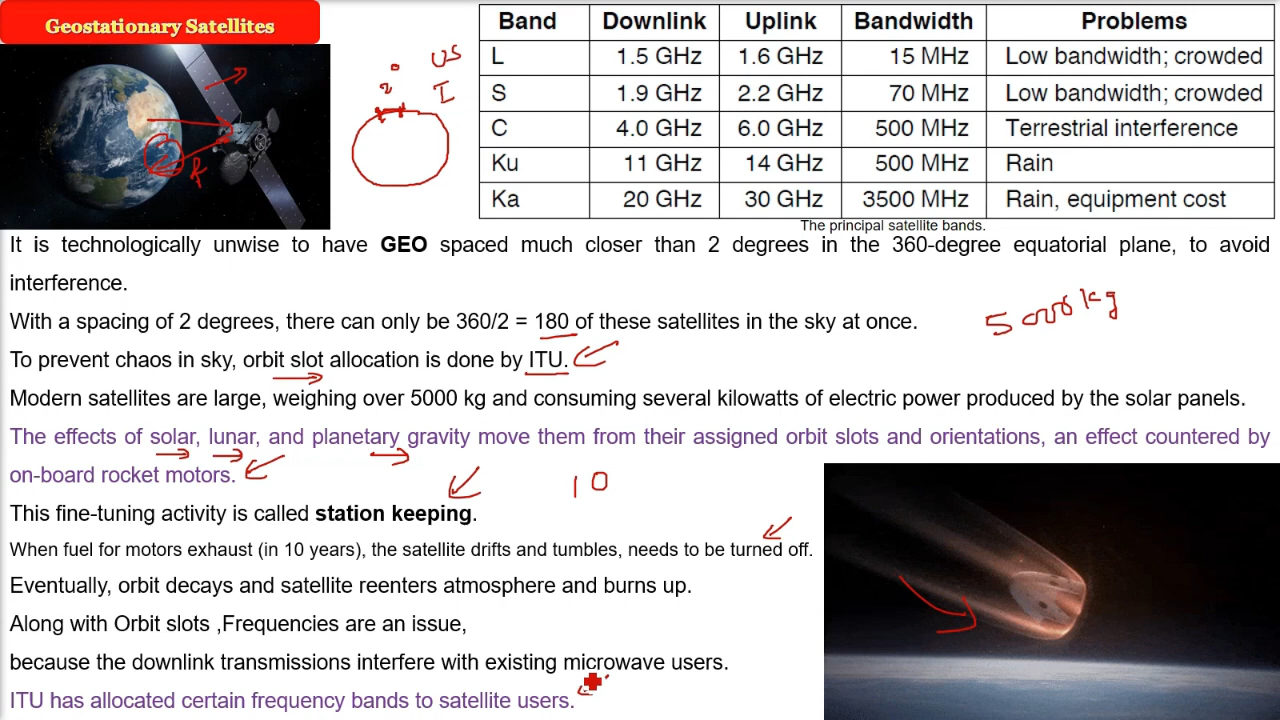 Geostationary Satellites
US
I
Band Downlink Uplink Bandwidth Problems
L 1.5 GHz 1.6 GHz 15 MHz Low bandwidth; crowded
S 1.9 GHz 2.2 GHz 70 MHz Low bandwidth; crowded
C 4.0 GHz 6.0 GHz 500 MHz Terrestrial interference
Ku 11 GHz 14 GHz 500 MHz Rain
Ka 20 GHz 30 GHz 3500 MHz Rain, equipment cost
The principal satellite bands.
It is technologically unwise to have GEO spaced much closer than 2 degrees in the 360-degree equatorial plane, to avoid
interference.
With a spacing of 2 degrees, there can only be 360/2 = 180 of these satellites in the sky at once.
5000 kg
To prevent chaos in sky, orbit slot allocation is done by ITU.
Modern satellites are large, weighing over 5000 kg and consuming several kilowatts of electric power produced by the solar panels.
The effects of solar, lunar, and planetary gravity move them from their assigned orbit slots and orientations, an effect countered by
on-board rocket motors.
10
This fine-tuning activity is called station keeping.
When fuel for motors exhaust (in 10 years), the satellite drifts and tumbles, needs to be turned off.
Eventually, orbit decays and satellite reenters atmosphere and burns up.
Along with Orbit slots ,Frequencies are an issue,
because the downlink transmissions interfere with existing microwave users.
ITU has allocated certain frequency bands to satellite users.